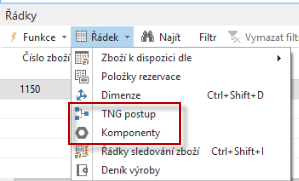 Řádky
Funkce Řádek Najít Filtr Vymazat filt
Číslo zboží
Zboží k dispozici dle
1150
Položky rezervace
Dimenze Ctrl+Shift+D
TNG postup
Komponenty
Řádky sledování zboží Ctrl+Shift+I
Deník výroby